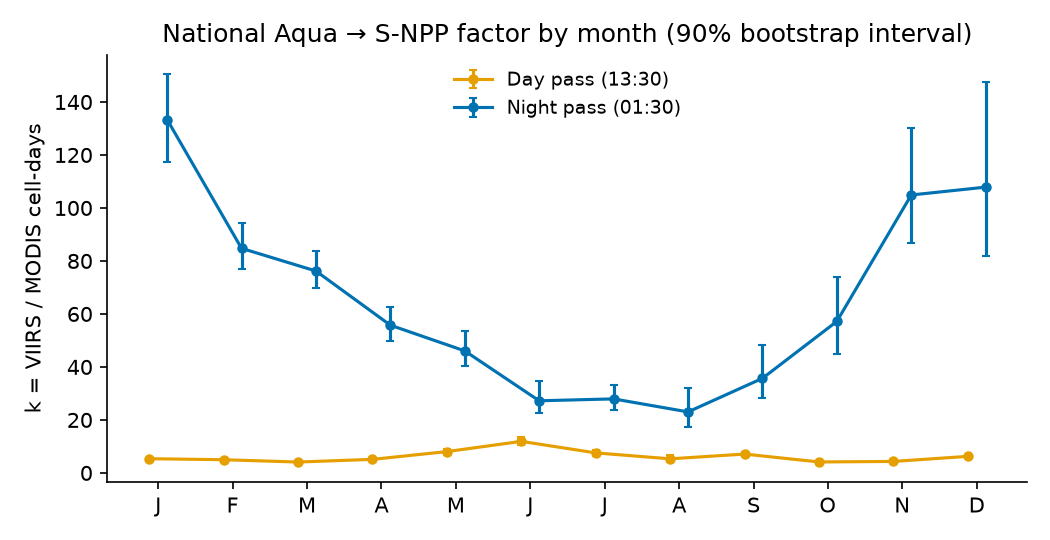 National Aqua → S-NPP factor by month (90% bootstrap interval)
Day pass (13:30)
Night pass (01:30)
k = VIIRS / MODIS cell-days
140
120
100
80
60
40
20
0
J F M A M J J A S O N D